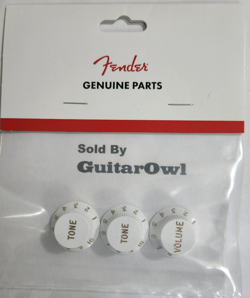 Fender
GENUINE PARTS
Sold By
GuitarOwl
TONE
TONE
VOLUME